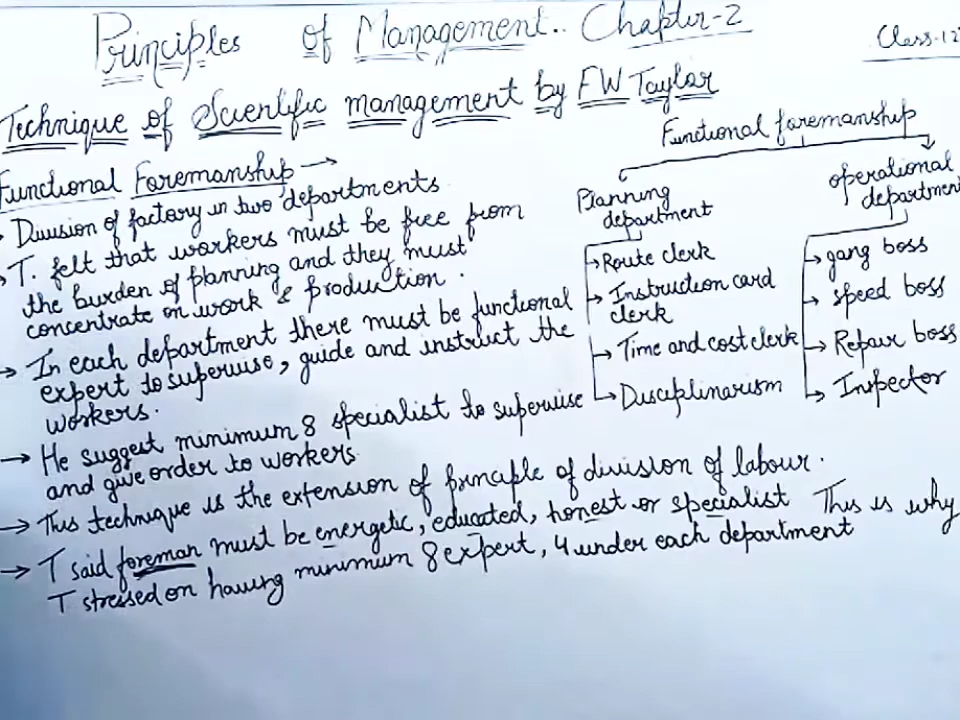 Principles of Management.. Chapter-2
Class-12
Technique of Scientific management by FW Taylor
Functional Foremanship →
Division of factory in two departments
→ T. felt that workers must be free from
the burden of planning and they must
concentrate on work & production.
→ In each department there must be functional
expert to supervise, guide and instruct the
workers.
→ He suggest minimum 8 specialist to supervise
and give order to workers
→ This technique is the extension of principle of division of labour.
→ T said foreman must be energetic, educated, honest or specialist This is why
T stressed on having minimum 8 expert, 4 under each department
Functional foremanship
Planning
department
→ Route clerk
→ Instruction card
clerk
→ Time and cost clerk
→ Disciplinarism
operational
department
→ gang boss
→ speed boss
→ Repair boss
→ Inspector